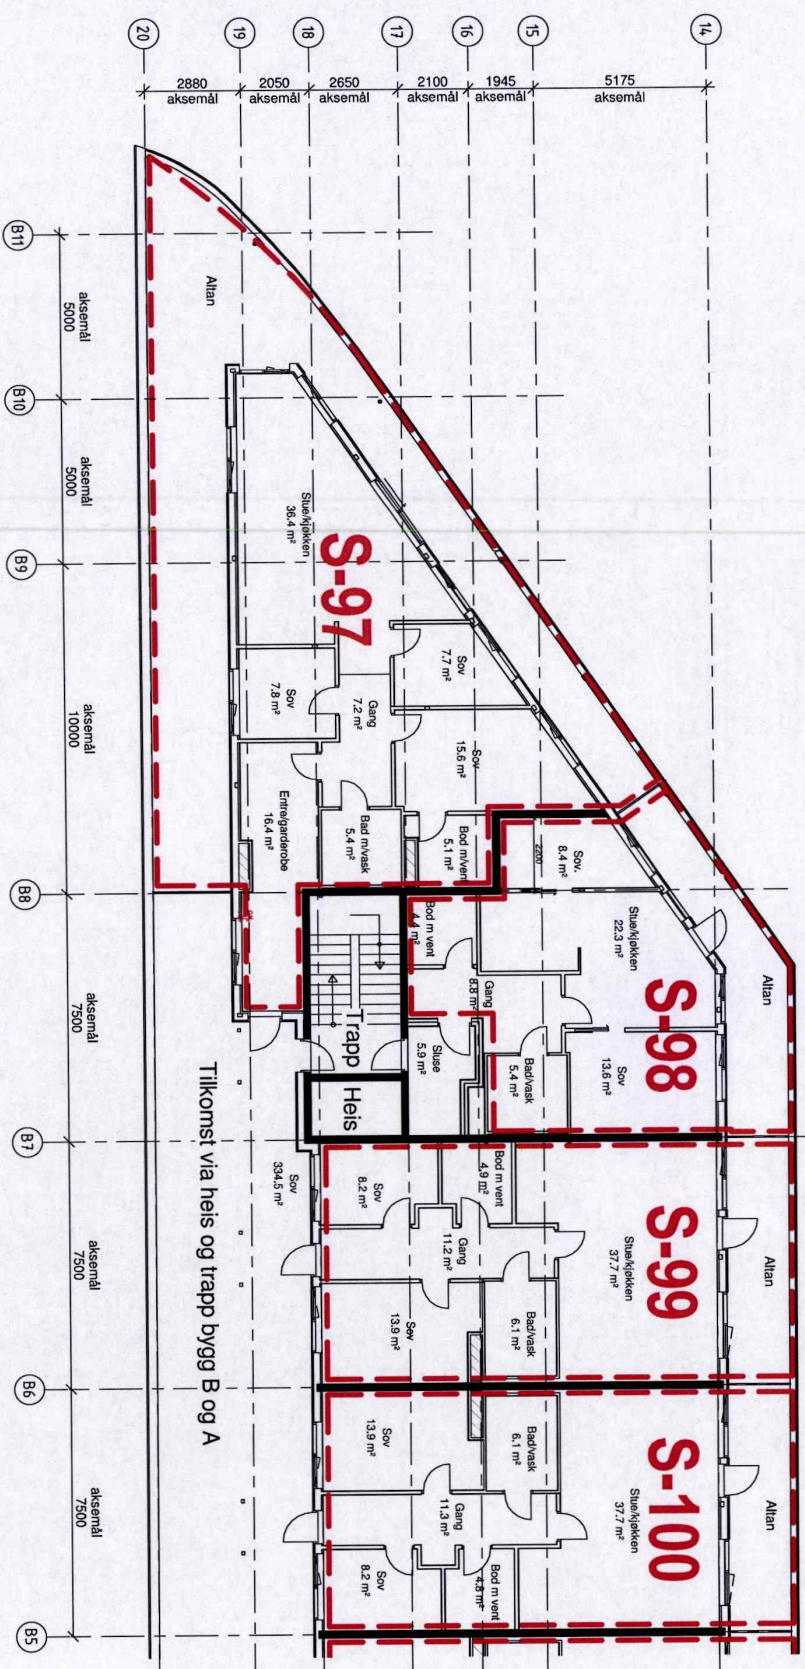 20
19
18
17
16
15
14
2880
aksemål
2050
aksemål
2650
aksemål
2100
aksemål
1945
aksemål
5175
aksemål
B11
B10
B9
B8
B7
B6
B5
aksemål
5000
aksemål
5000
aksemål
10000
aksemål
7500
aksemål
7500
aksemål
7500
Altan
S-97
Stue/kjøkken
36.4 m²
Sov
7.7 m²
Sov
7.8 m²
Gang
7.2 m²
Sov
15.6 m²
Entre/garderobe
16.4 m²
Bad m/vask
5.4 m²
Bod m/vent
5.1 m²
S-98
2200
Sov.
8.4 m²
Stue/kjøkken
22.3 m²
Altan
Bod m vent
4.4 m²
Gang
8.8 m²
Sov
13.6 m²
Bad/vask
5.4 m²
Sluse
5.9 m²
Trapp
Heis
Tilkomst via heis og trapp bygg B og A
Sov
334.5 m²
S-99
Altan
Stue/kjøkken
37.7 m²
Bod m vent
4.9 m²
Sov
8.2 m²
Gang
11.2 m²
Bad/vask
6.1 m²
Sov
13.9 m²
S-100
Altan
Stue/kjøkken
37.7 m²
Sov
13.9 m²
Bad/vask
6.1 m²
Gang
11.3 m²
Sov
8.2 m²
Bod m vent
4.8 m²